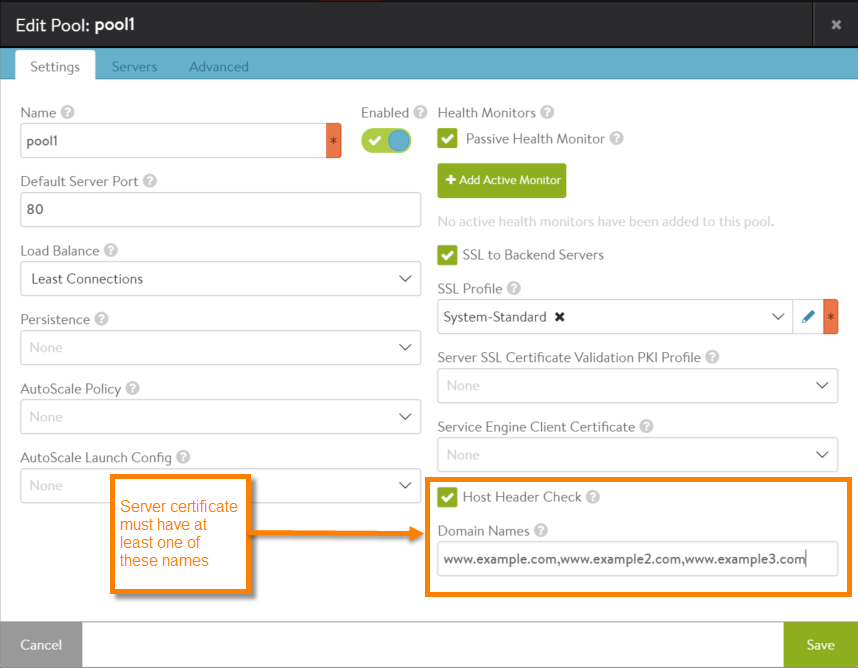 Edit Pool: pool1
Settings
Servers
Advanced
Name
pool1
*
Enabled
Default Server Port
80
Load Balance
Least Connections
Persistence
None
AutoScale Policy
None
AutoScale Launch Config
None
Health Monitors
Passive Health Monitor
+ Add Active Monitor
No active health monitors have been added to this pool.
SSL to Backend Servers
SSL Profile
System-Standard
*
Server SSL Certificate Validation PKI Profile
None
Service Engine Client Certificate
None
Host Header Check
Domain Names
www.example.com,www.example2.com,www.example3.com
Server certificate
must have at
least one of
these names
Cancel
Save